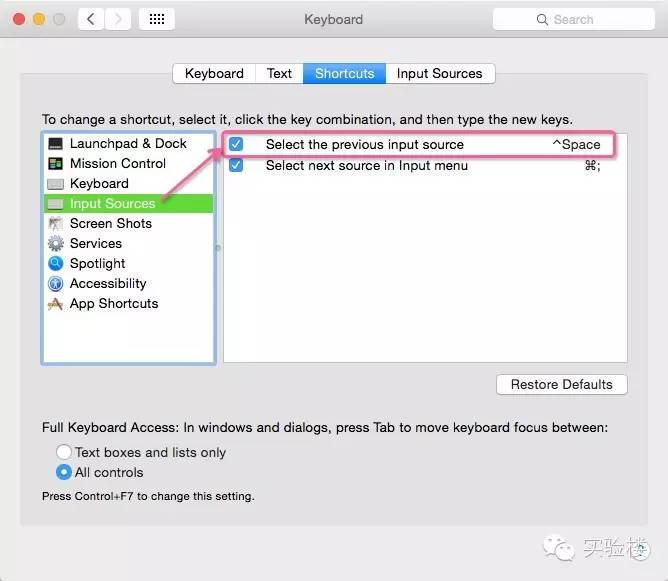 Keyboard
Search
Keyboard Text Shortcuts Input Sources
To change a shortcut, select it, click the key combination, and then type the new keys.
Launchpad & Dock
Mission Control
Keyboard
Input Sources
Screen Shots
Services
Spotlight
Accessibility
App Shortcuts
Select the previous input source ^Space
Select next source in Input menu ⌘;
Restore Defaults
Full Keyboard Access: In windows and dialogs, press Tab to move keyboard focus between:
Text boxes and lists only
All controls
Press Control+F7 to change this setting.
实验楼